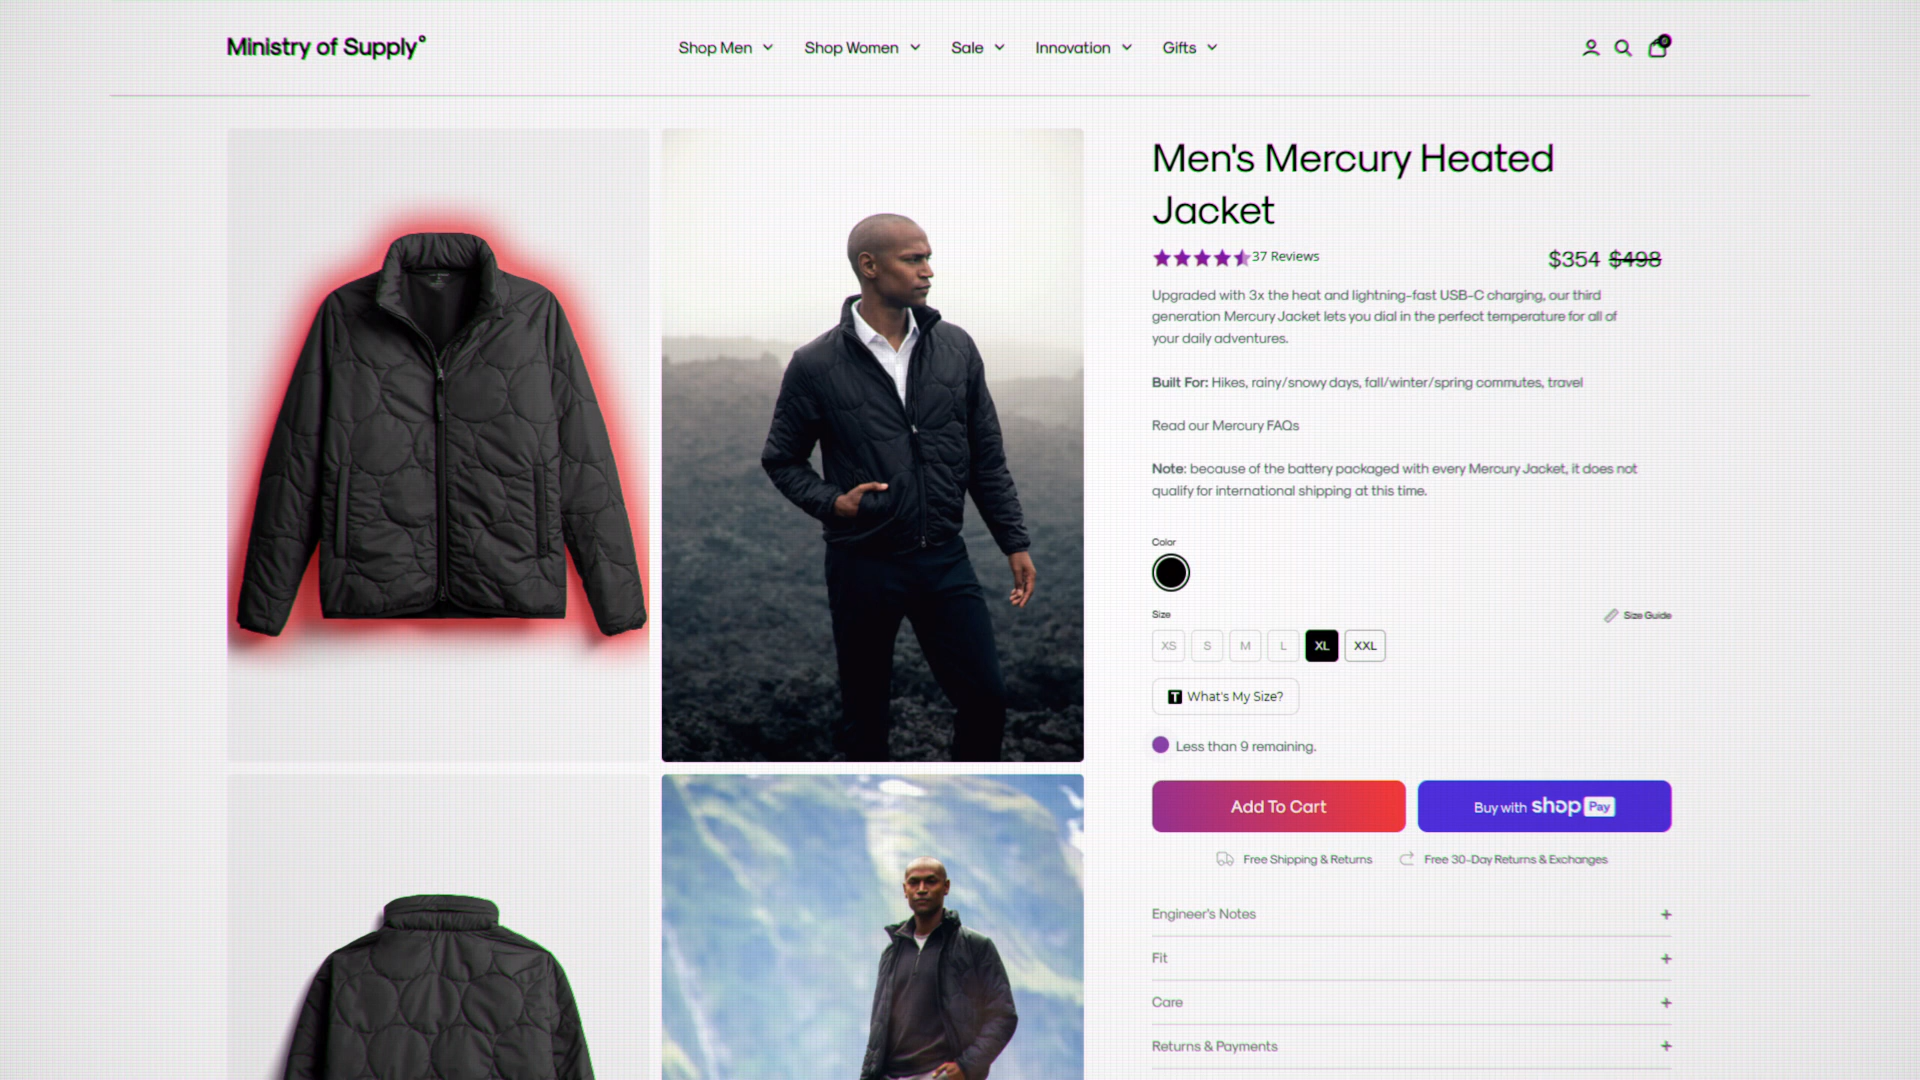 Ministry of Supply°
Shop Men
Shop Women
Sale
Innovation
Gifts
0
Men's Mercury Heated
Jacket
37 Reviews
$354 $498
Upgraded with 3x the heat and lightning-fast USB-C charging, our third
generation Mercury Jacket lets you dial in the perfect temperature for all of
your daily adventures.
Built For: Hikes, rainy/snowy days, fall/winter/spring commutes, travel
Read our Mercury FAQs
Note: because of the battery packaged with every Mercury Jacket, it does not
qualify for international shipping at this time.
Color
Size
Size Guide
XS S M L XL XXL
T What's My Size?
Less than 9 remaining.
Add To Cart
Buy with shop Pay
Free Shipping & Returns
Free 30-Day Returns & Exchanges
Engineer's Notes +
Fit +
Care +
Returns & Payments +